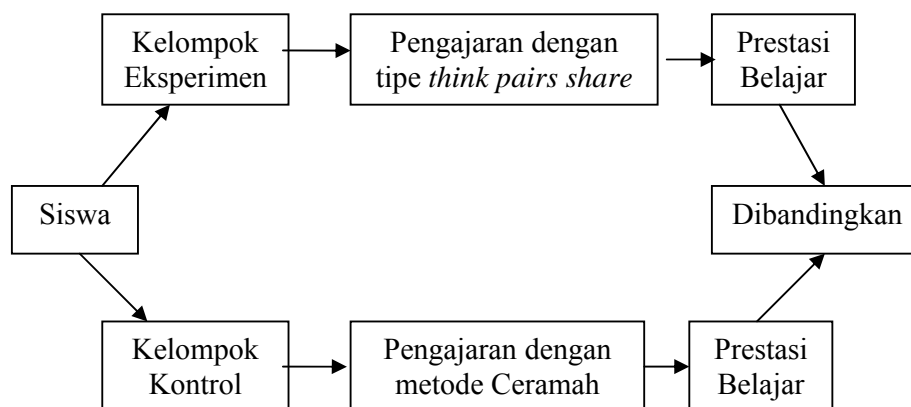 Kelompok
Eksperimen
Pengajaran dengan
tipe think pairs share
Prestasi
Belajar
Siswa
Dibandingkan
Kelompok
Kontrol
Pengajaran dengan
metode Ceramah
Prestasi
Belajar